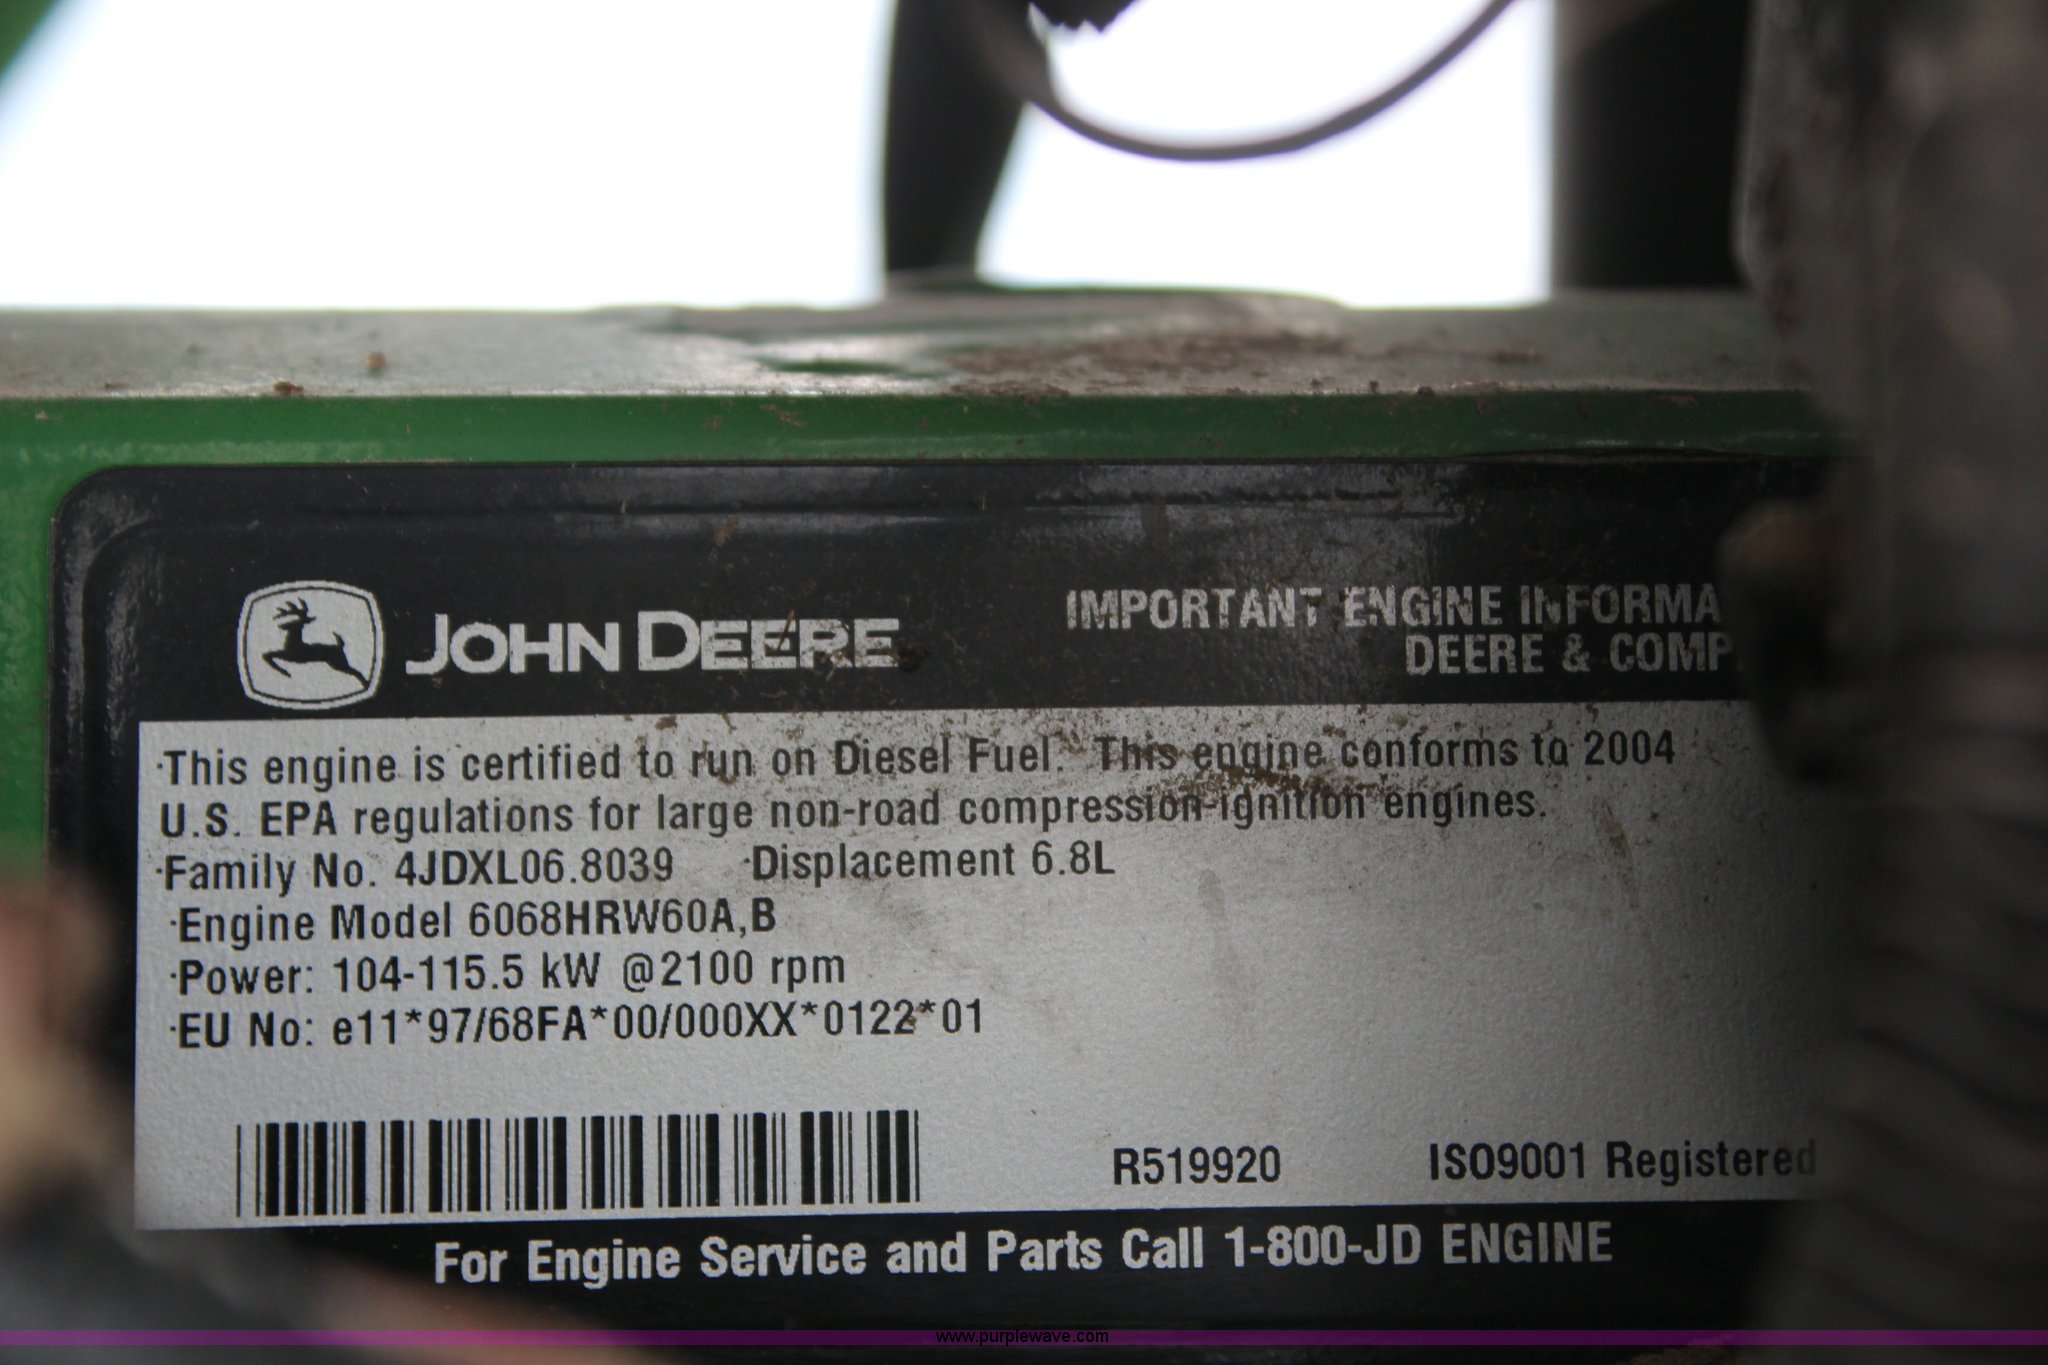 JOHN DEERE
IMPORTANT ENGINE
DEERE &
·This engine is certified to run on Diesel Fuel. This engine conforms to 2004
U.S. EPA regulations for large non-road compression-ignition engines.
·Family No. 4JDXL06.8039 ·Displacement 6.8L
·Engine Model 6068HRW60A,B
·Power: 104-115.5 kW @2100 rpm
·EU No: e11*97/68FA*00/000XX*0122*01
R519920 ISO9001 Registered
For Engine Service and Parts Call 1-800-JD ENGINE
www.purplewave.com